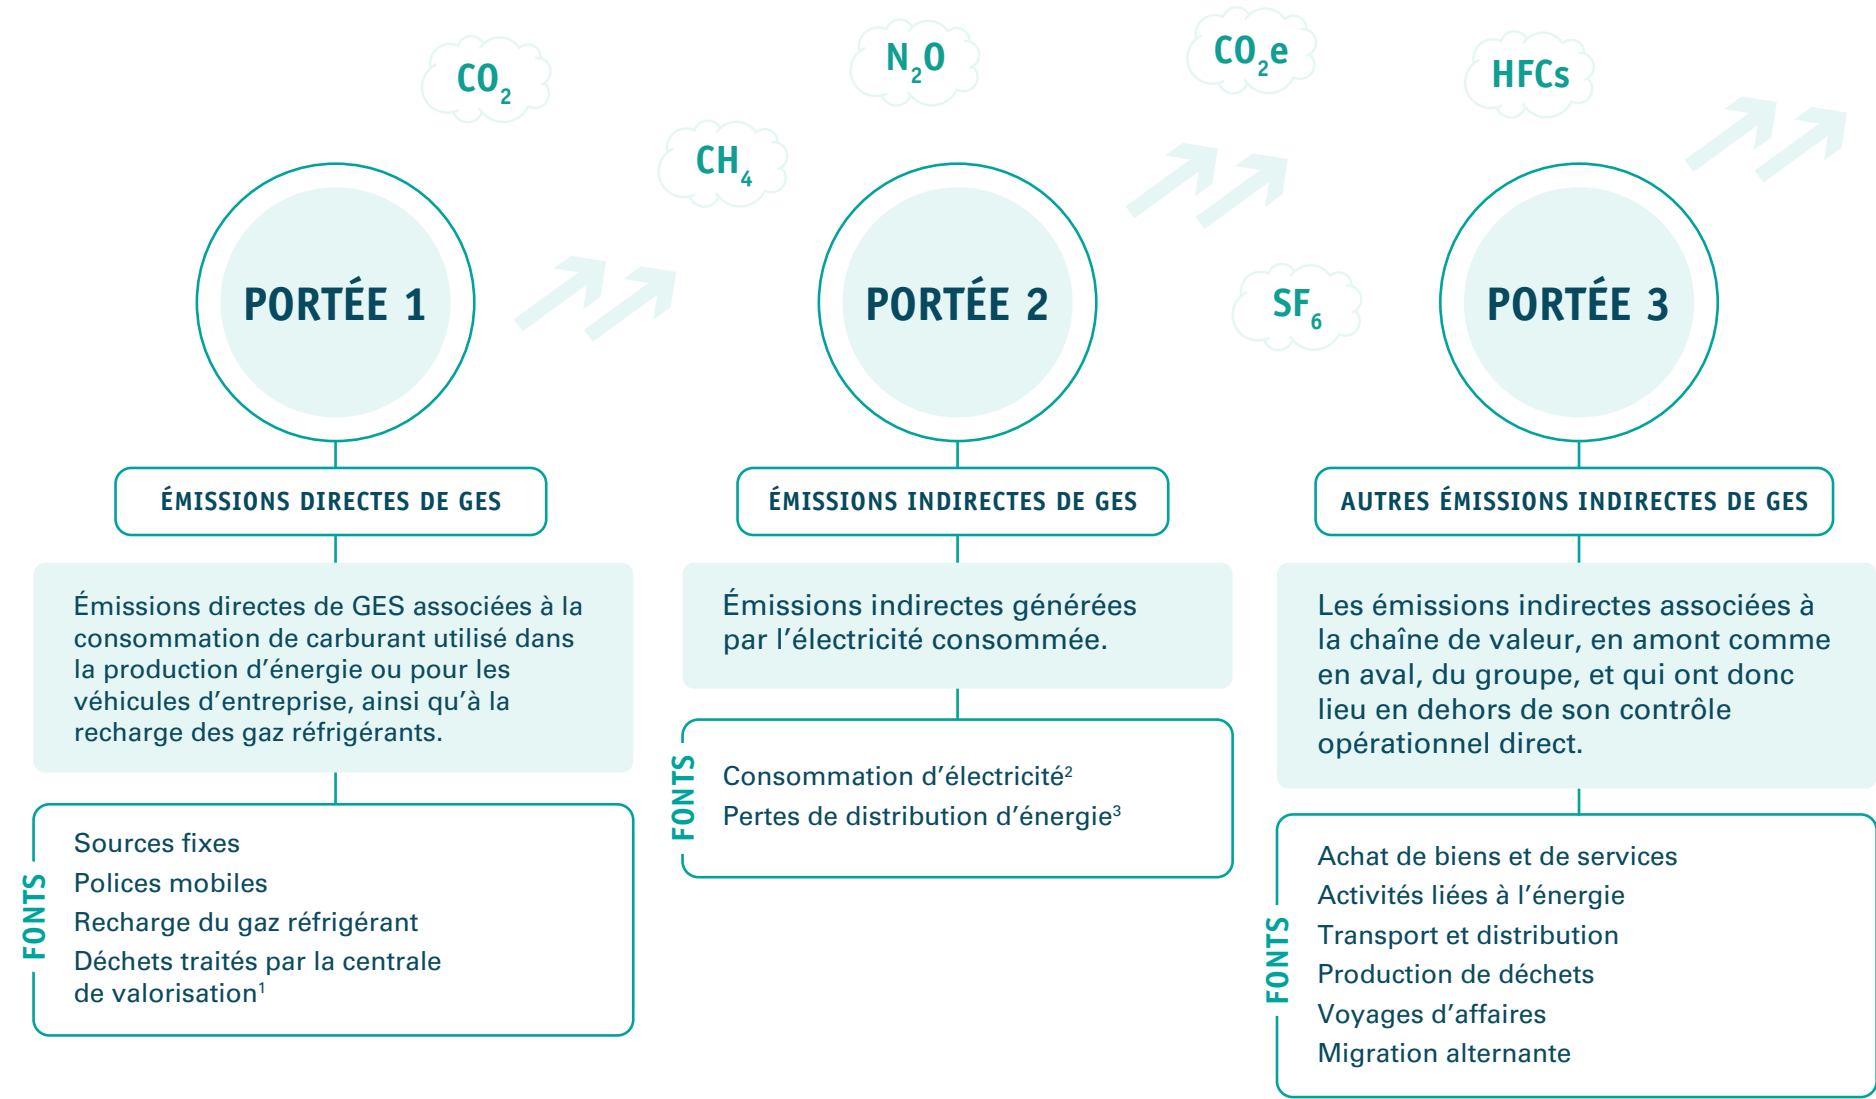 CO₂
CH₄
N₂O
CO₂e
SF₆
HFCs
PORTÉE 1
ÉMISSIONS DIRECTES DE GES
Émissions directes de GES associées à la
consommation de carburant utilisé dans
la production d’énergie ou pour les
véhicules d’entreprise, ainsi qu’à la
recharge des gaz réfrigérants.
FONTS
Sources fixes
Polices mobiles
Recharge du gaz réfrigérant
Déchets traités par la centrale
de valorisation¹
PORTÉE 2
ÉMISSIONS INDIRECTES DE GES
Émissions indirectes générées
par l’électricité consommée.
FONTS
Consommation d’électricité²
Pertes de distribution d’énergie³
PORTÉE 3
AUTRES ÉMISSIONS INDIRECTES DE GES
Les émissions indirectes associées à
la chaîne de valeur, en amont comme
en aval, du groupe, et qui ont donc
lieu en dehors de son contrôle
opérationnel direct.
FONTS
Achat de biens et de services
Activités liées à l’énergie
Transport et distribution
Production de déchets
Voyages d’affaires
Migration alternante